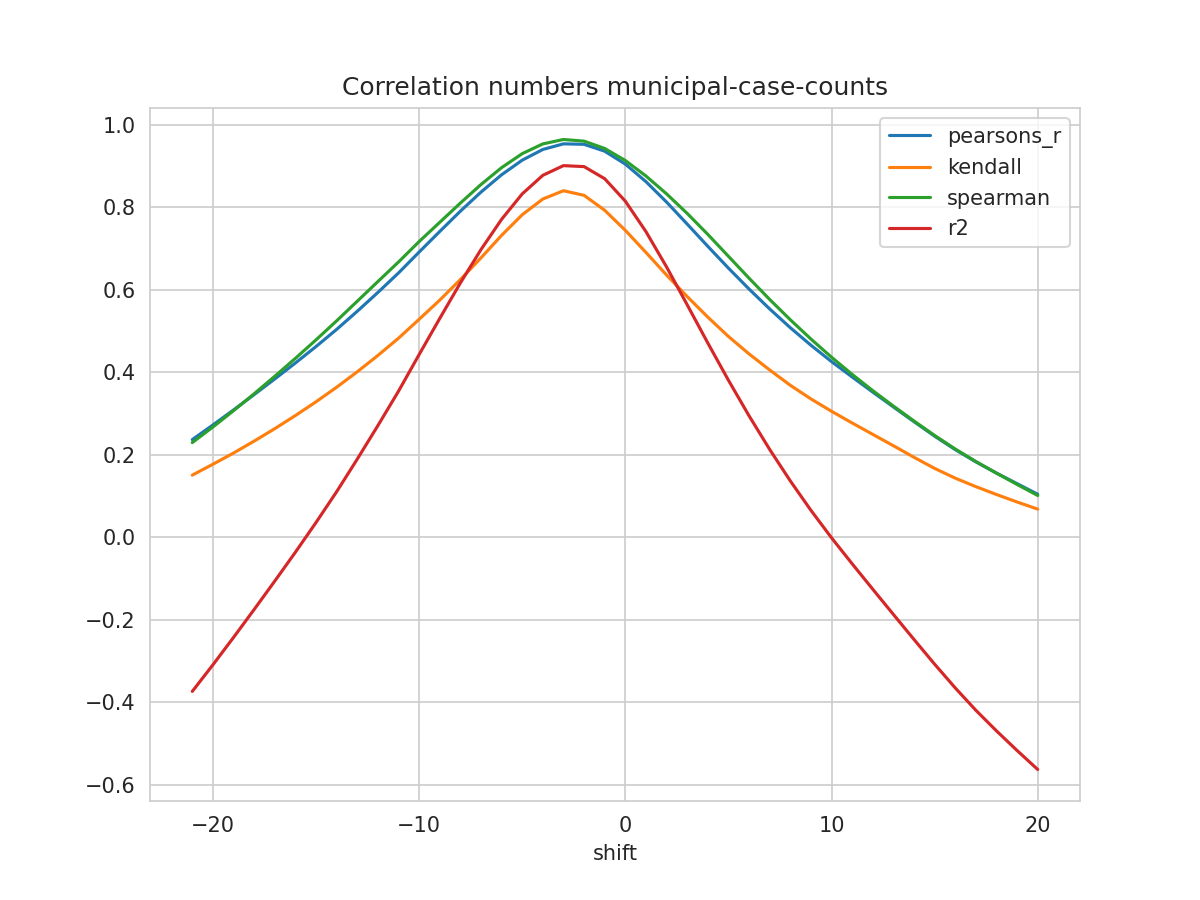 Correlation numbers municipal-case-counts
1.0
0.8
0.6
0.4
0.2
0.0
−0.2
−0.4
−0.6
pearsons_r
kendall
spearman
r2
−20 −10 0 10 20
shift